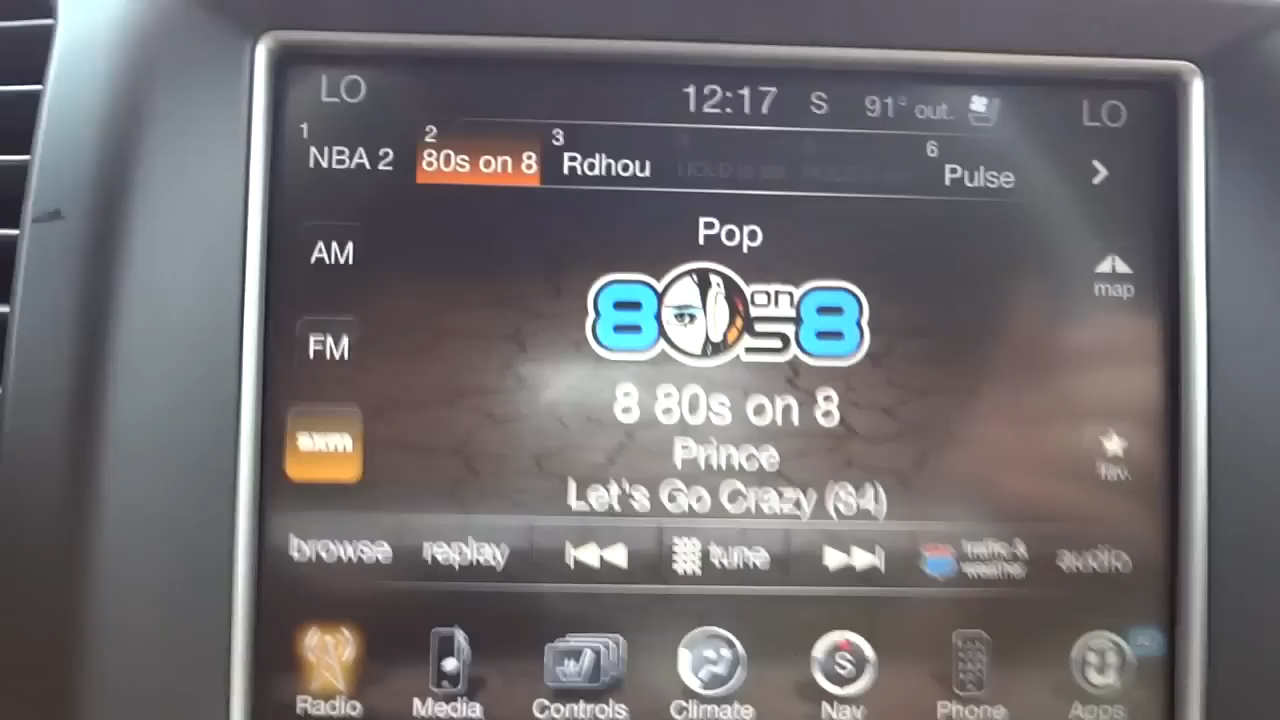 LO 12:17 S 91° out. LO
1 NBA 2 2 80s on 8 3 Rdhou 6 Pulse
Pop
AM
map
80s on 8
FM
8 80s on 8
sxm
Prince
fav.
Let's Go Crazy (84)
browse replay tune traffic & weather audio
S
Radio Media Controls Climate Nav Phone Apps